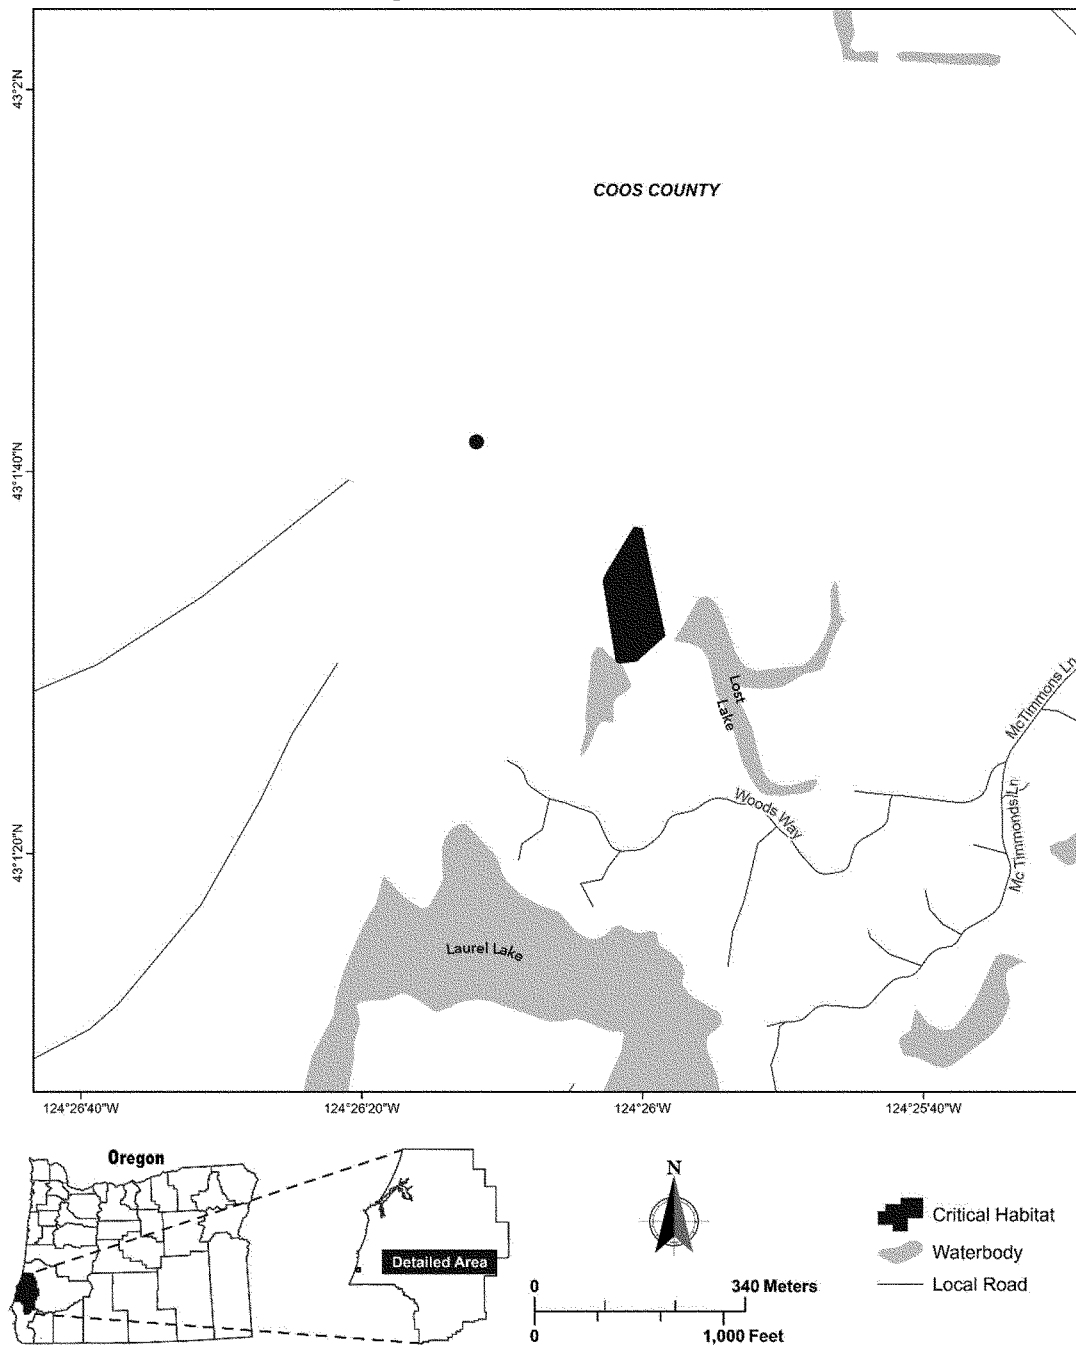 43°2'N
COOS COUNTY
43°1'40"N
McTimmons Ln
Lost
Lake
Woods Way
Mc Timmonds Ln
43°1'20"N
Laurel Lake
124°26'40"W
124°26'20"W
124°26'W
124°25'40"W
Oregon
Detailed Area
N
0
340 Meters
0
1,000 Feet
Critical Habitat
Waterbody
Local Road